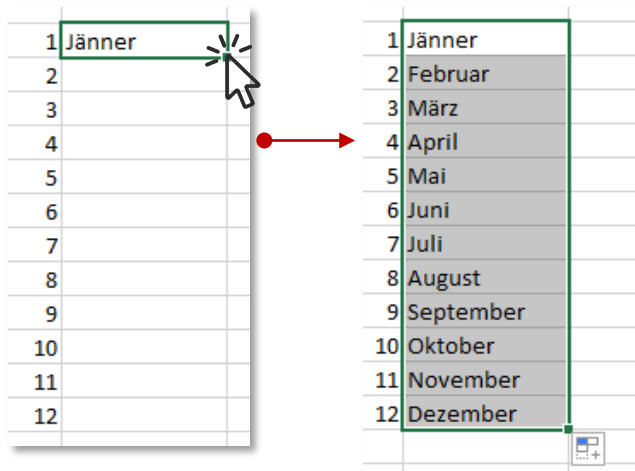 1 Jänner
2
3
4
5
6
7
8
9
10
11
12
1 Jänner
2 Februar
3 März
4 April
5 Mai
6 Juni
7 Juli
8 August
9 September
10 Oktober
11 November
12 Dezember